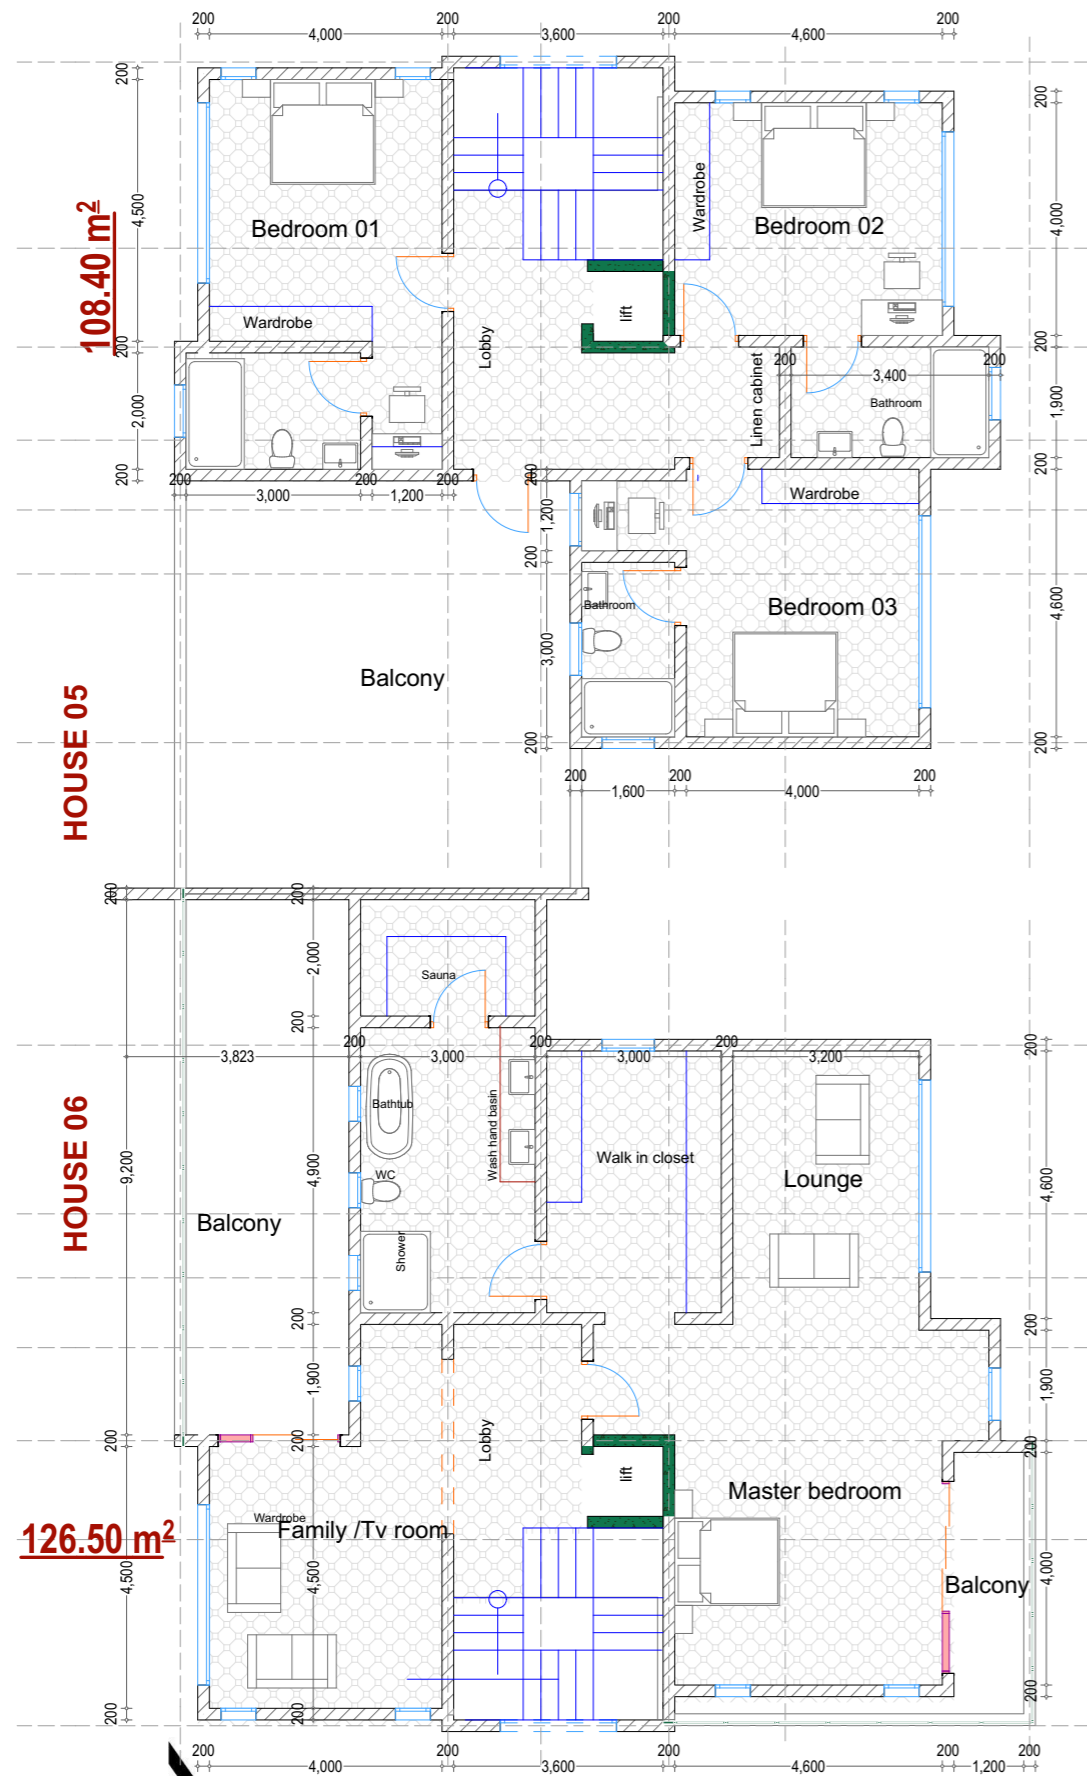 200 200 200 200
4,000 3,600 4,600
200 200
Bedroom 01
Bedroom 02
Wardrobe
4,500
4,000
108.40 m²
lift
Wardrobe
Lobby
200 200
200 200
3,400
Linen cabinet
Bathroom
2,000
1,900
200 200 200 200 200
3,000 1,200
Wardrobe
1,200
200
Bathroom
Bedroom 03
4,600
3,000
Balcony
HOUSE 05
200 200
200 200 200
1,600 4,000
200 200
2,000
Sauna
200
200 200 200 200
3,823 3,000 3,000 3,200
Bathtub
Wash hand basin
Walk in closet
WC
Lounge
HOUSE 06
9,200
4,900
4,600
Balcony
Shower
200
200
1,900
1,900
Lobby
200 200 200
lift
Master bedroom
Wardrobe
Family /Tv room
126.50 m²
4,500
4,500
4,000
Balcony
200
200 200
200 200 200 200 200
4,000 3,600 4,600 1,200